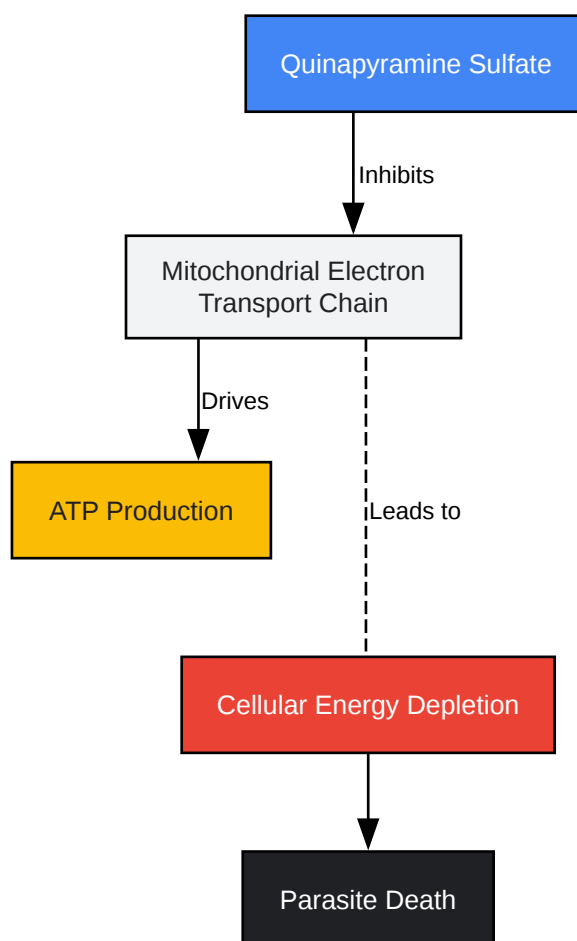 Quinapyramine Sulfate
Inhibits
Mitochondrial Electron
Transport Chain
Drives
ATP Production
Leads to
Cellular Energy Depletion
Parasite Death